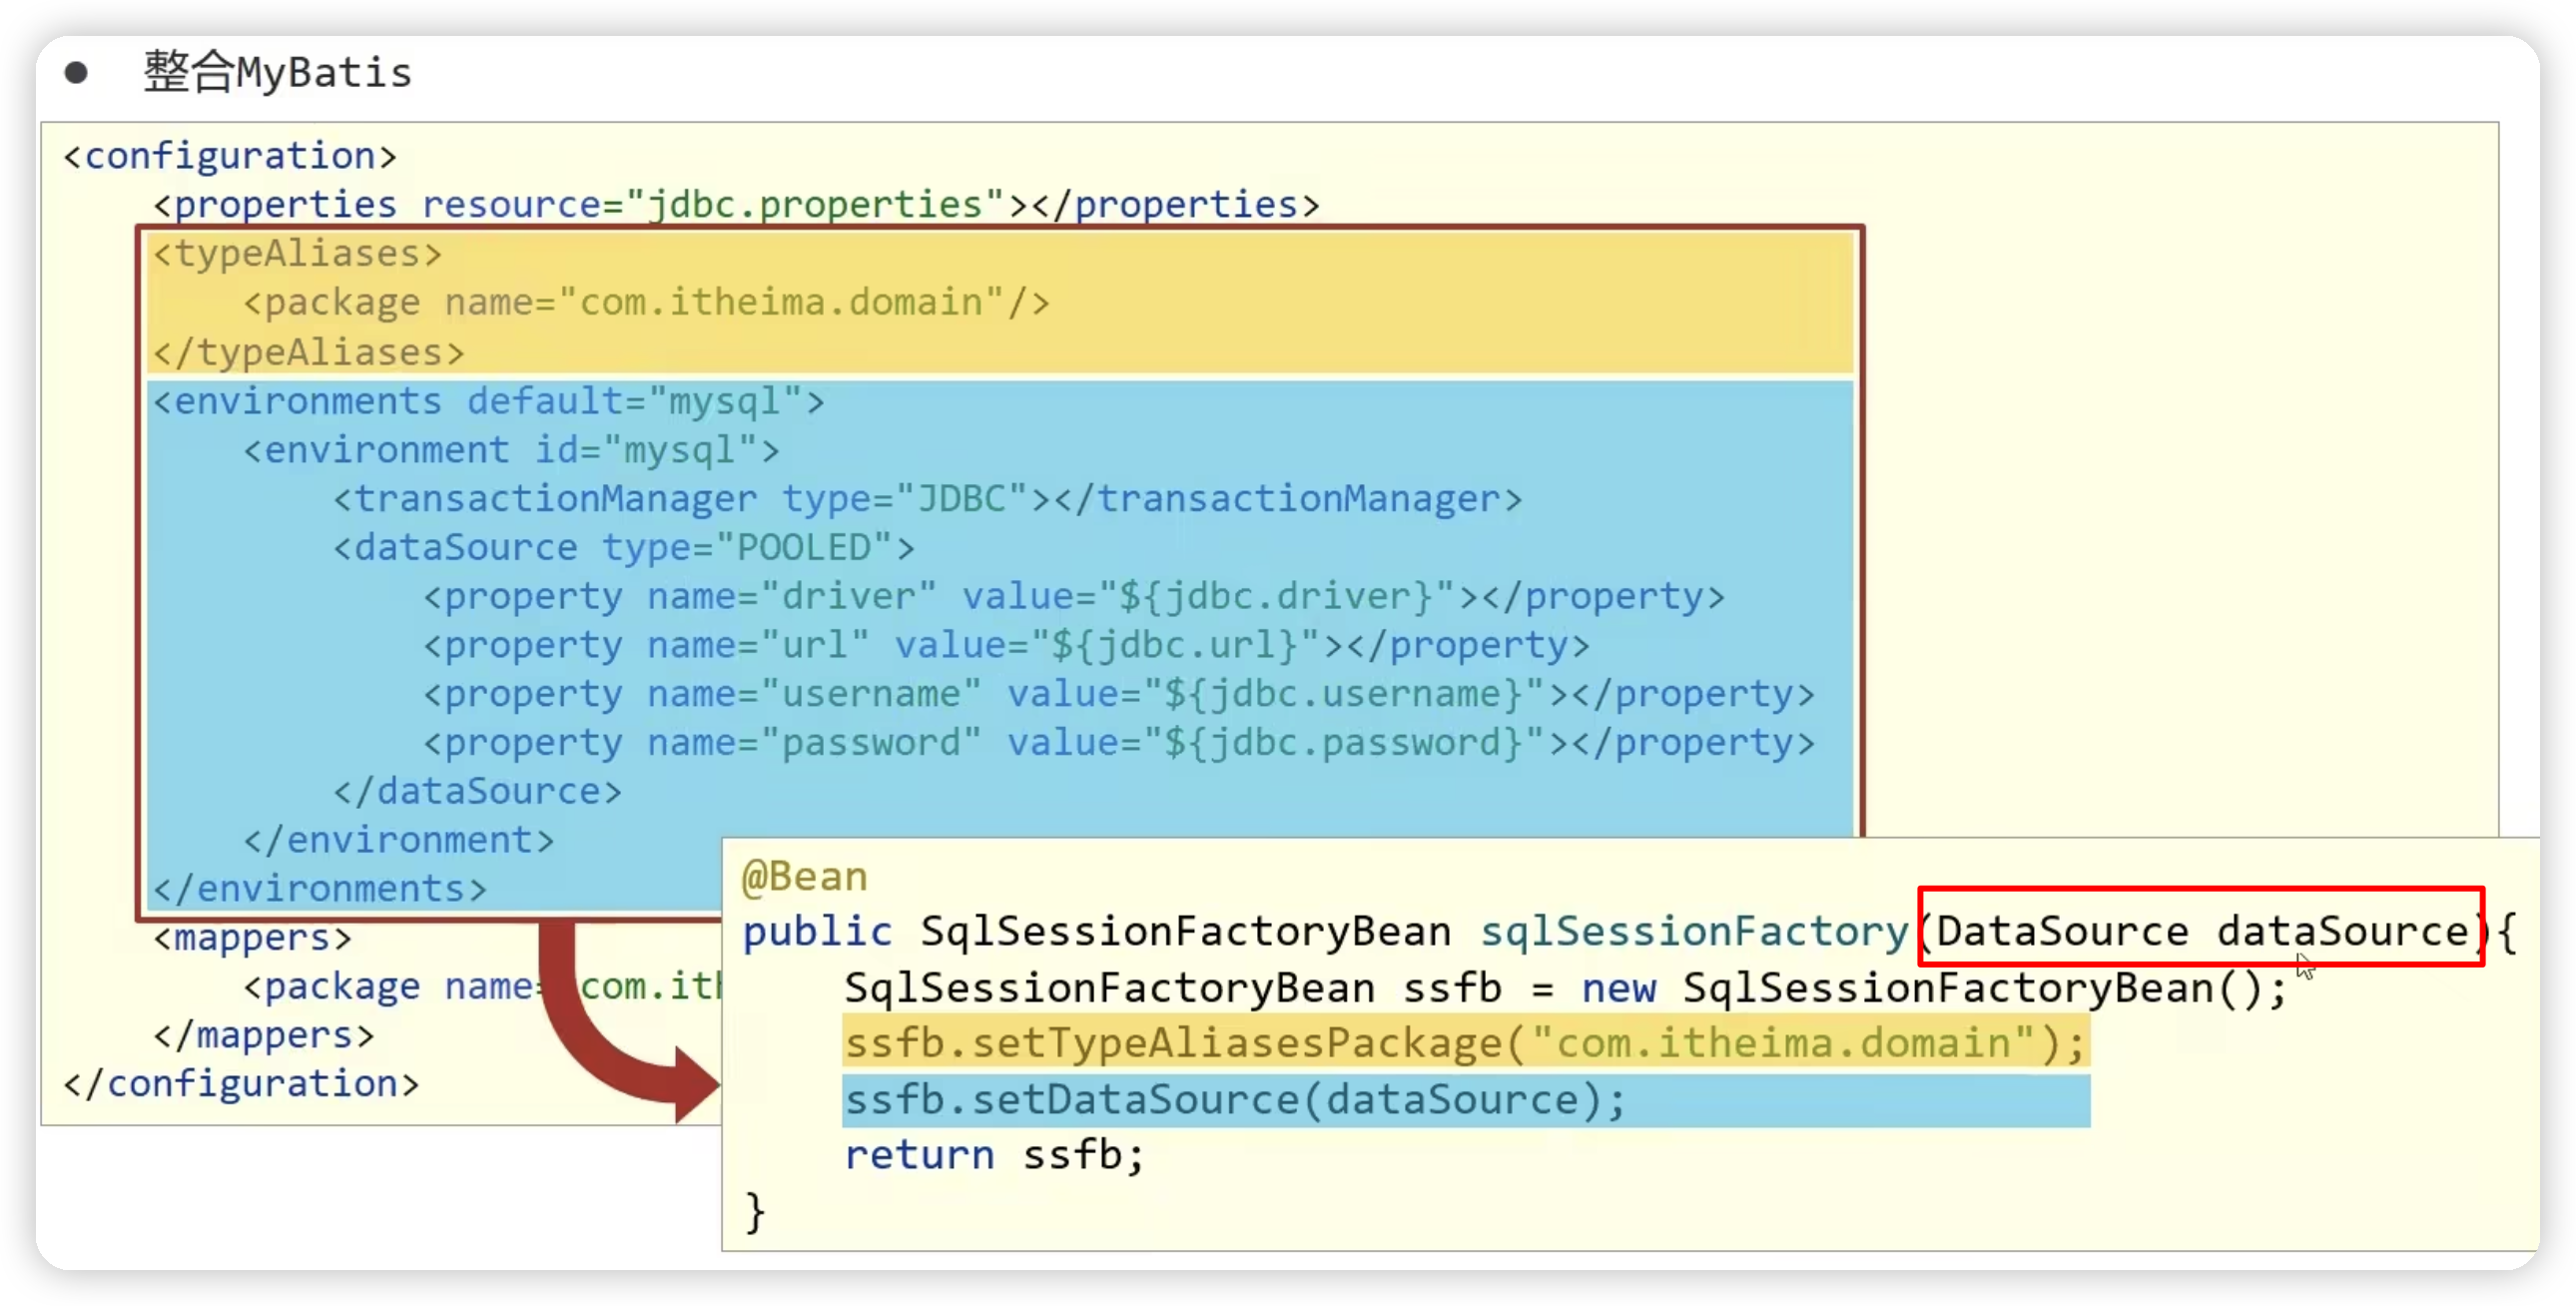 ● 整合MyBatis
<configuration>
<properties resource="jdbc.properties"></properties>
<typeAliases>
<package name="com.itheima.domain"/>
</typeAliases>
<environments default="mysql">
<environment id="mysql">
<transactionManager type="JDBC"></transactionManager>
<dataSource type="POOLED">
<property name="driver" value="${jdbc.driver}"></property>
<property name="url" value="${jdbc.url}"></property>
<property name="username" value="${jdbc.username}"></property>
<property name="password" value="${jdbc.password}"></property>
</dataSource>
</environment>
</environments>
<mappers>
<package name= com.it
</mappers>
</configuration>
@Bean
public SqlSessionFactoryBean sqlSessionFactory(DataSource dataSource){
SqlSessionFactoryBean ssfb = new SqlSessionFactoryBean();
ssfb.setTypeAliasesPackage("com.itheima.domain");
ssfb.setDataSource(dataSource);
return ssfb;
}